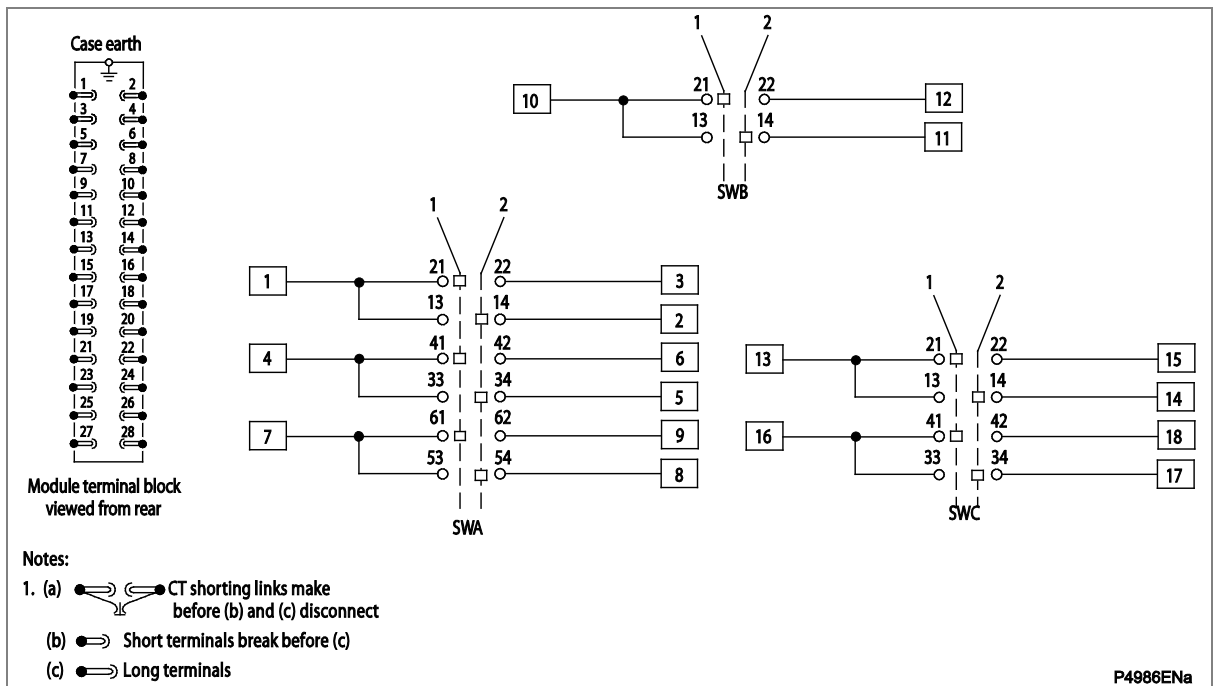 Case earth
1 2
3 4
5 6
7 8
9 10
11 12
13 14
15 16
17 18
19 20
21 22
23 24
25 26
27 28
Module terminal block
viewed from rear
1 2
10 21 22 12
13 14 11
SWB
1 2
1 21 22 3
13 14 2
4 41 42 6
33 34 5
7 61 62 9
53 54 8
SWA
1 2
13 21 22 15
13 14 14
16 41 42 18
33 34 17
SWC
Notes:
1. (a) CT shorting links make
before (b) and (c) disconnect
(b) Short terminals break before (c)
(c) Long terminals
P4986ENa